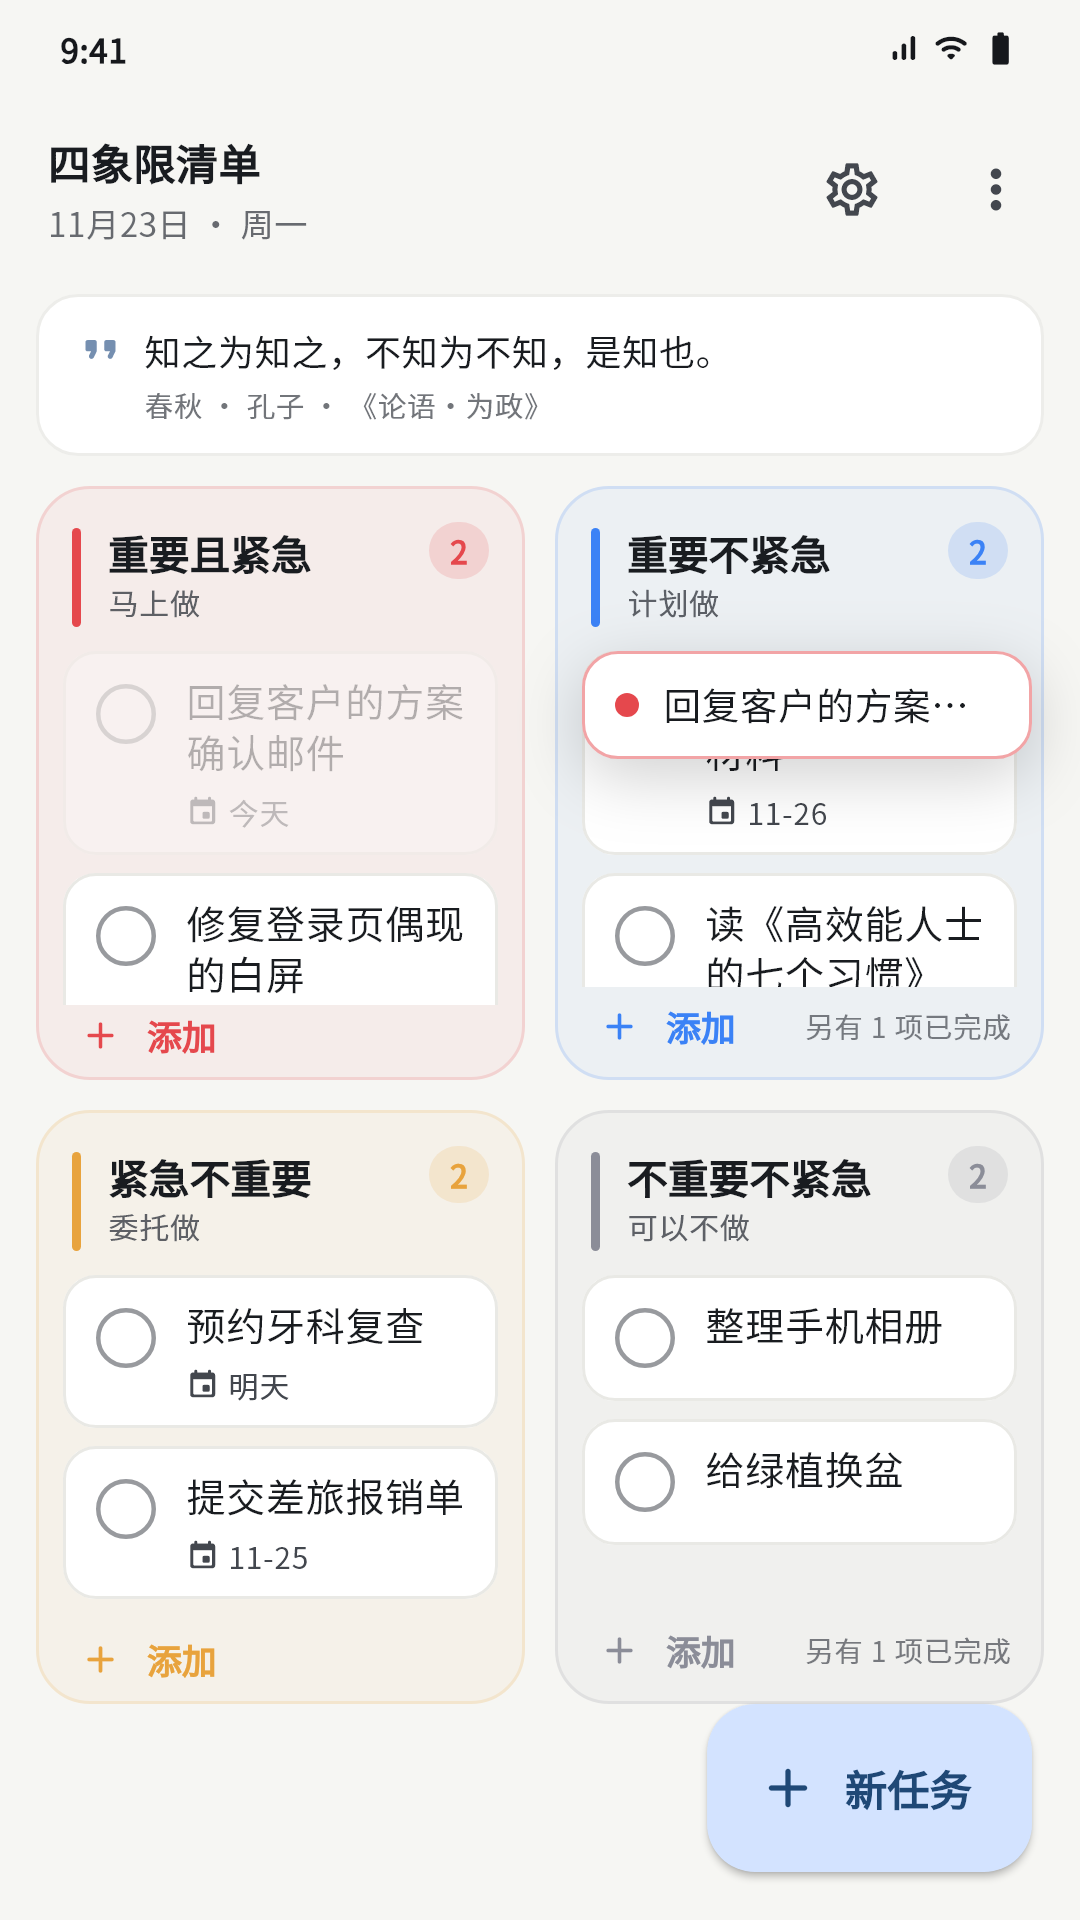 9:41
四象限清单
11月23日 · 周一
知之为知之，不知为不知，是知也。
春秋 · 孔子 · 《论语·为政》
重要且紧急
2
马上做
回复客户的方案
确认邮件
今天
修复登录页偶现
的白屏
添加
重要不紧急
2
计划做
回复客户的方案…
材料
11-26
读《高效能人士
的七个习惯》
添加
另有 1 项已完成
紧急不重要
2
委托做
预约牙科复查
明天
提交差旅报销单
11-25
添加
不重要不紧急
2
可以不做
整理手机相册
给绿植换盆
添加
另有 1 项已完成
新任务